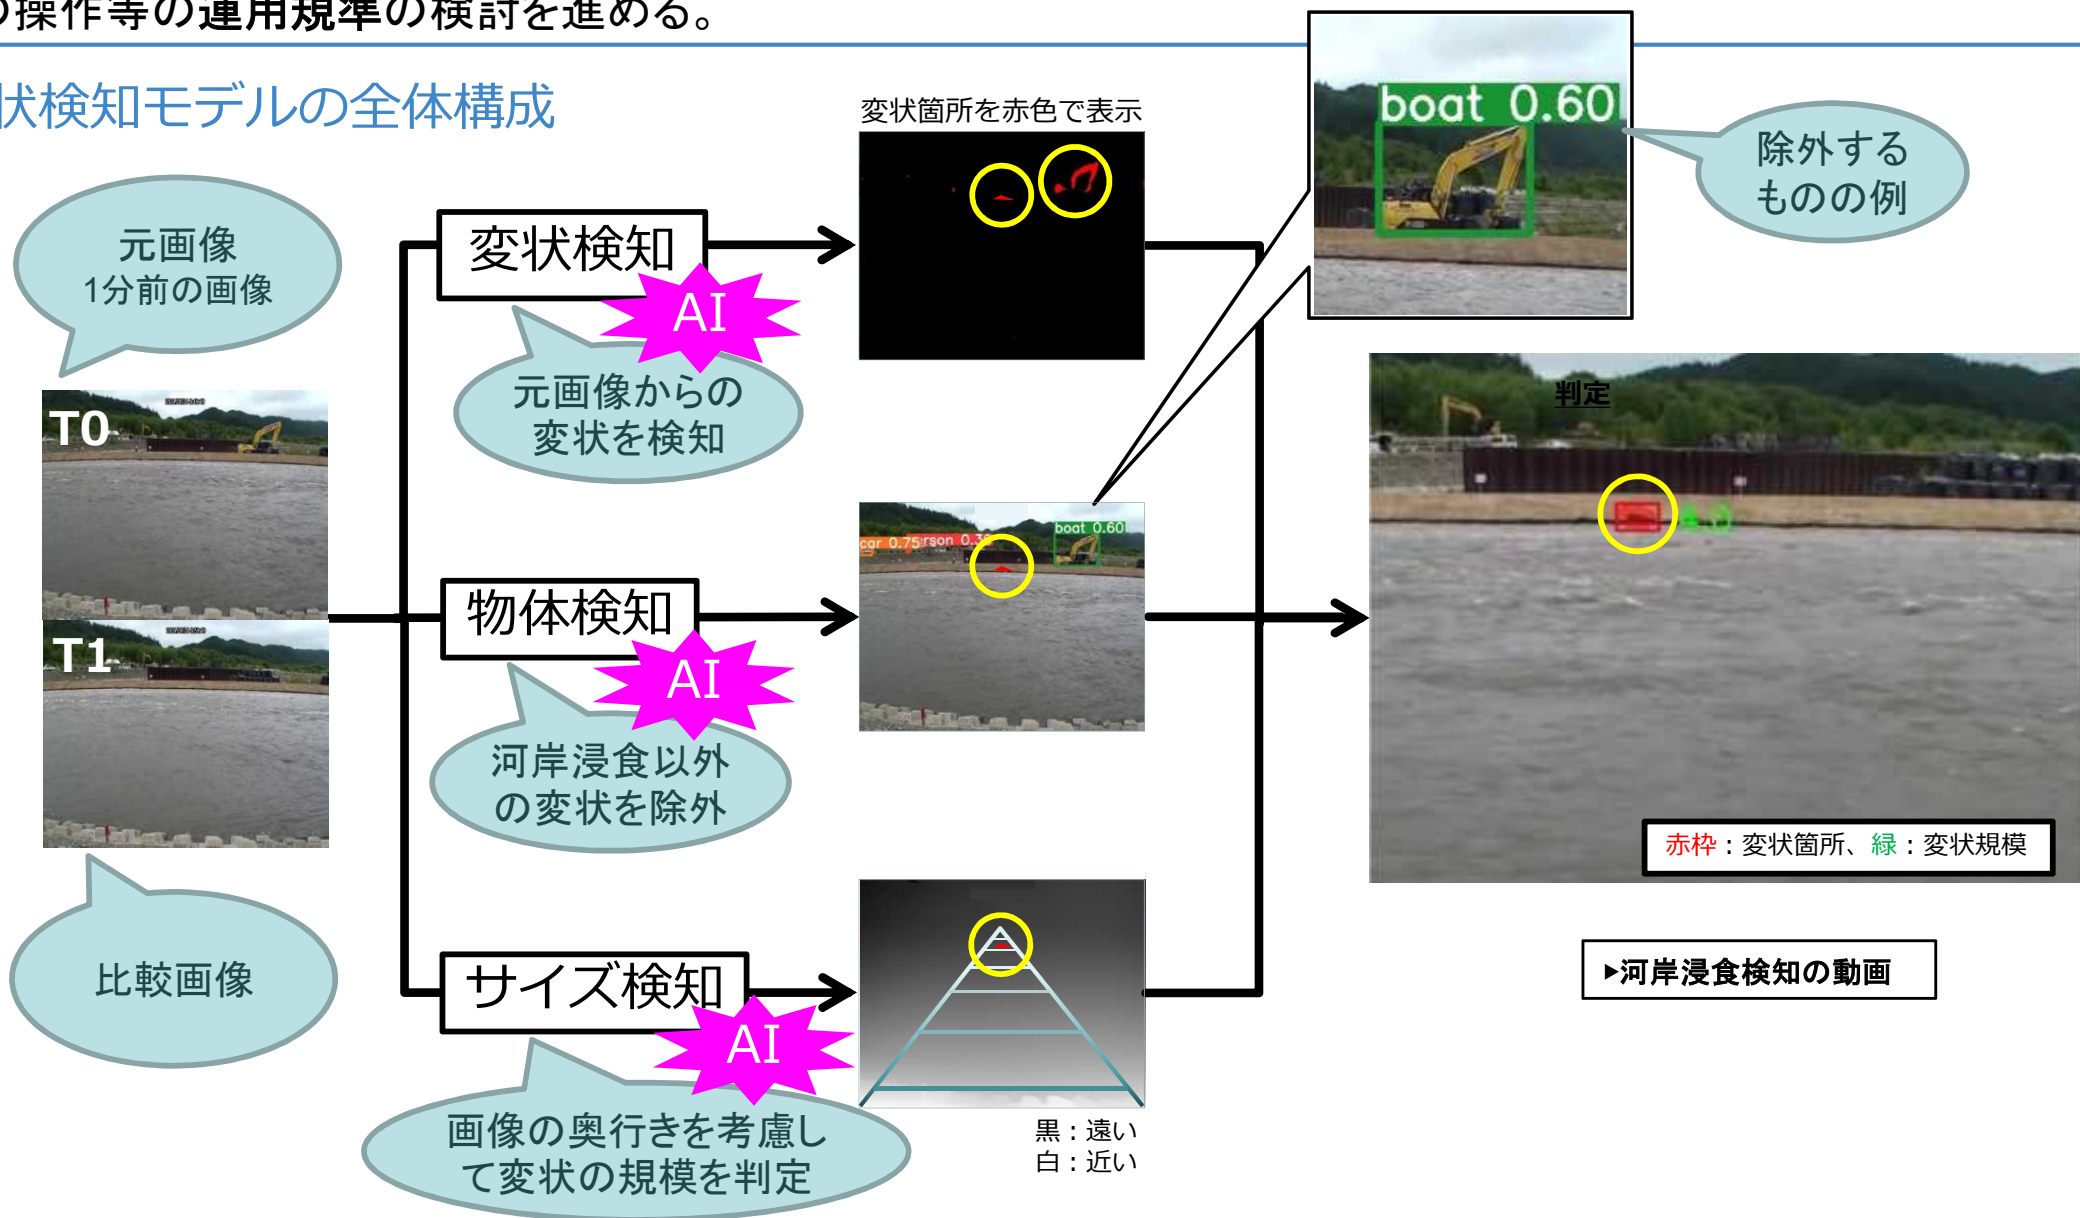 の操作等の運用規準の検討を進める。
状検知モデルの全体構成
変状箇所を赤色で表示
boat 0.60
除外する
ものの例
元画像
1分前の画像
変状検知
AI
元画像からの
変状を検知
T0
T1
物体検知
AI
河岸浸食以外
の変状を除外
car 0.75
rson 0.3
boat 0.60
判定
赤枠：変状箇所、緑：変状規模
比較画像
サイズ検知
AI
画像の奥行きを考慮し
て変状の規模を判定
黒：遠い
白：近い
▶河岸浸食検知の動画